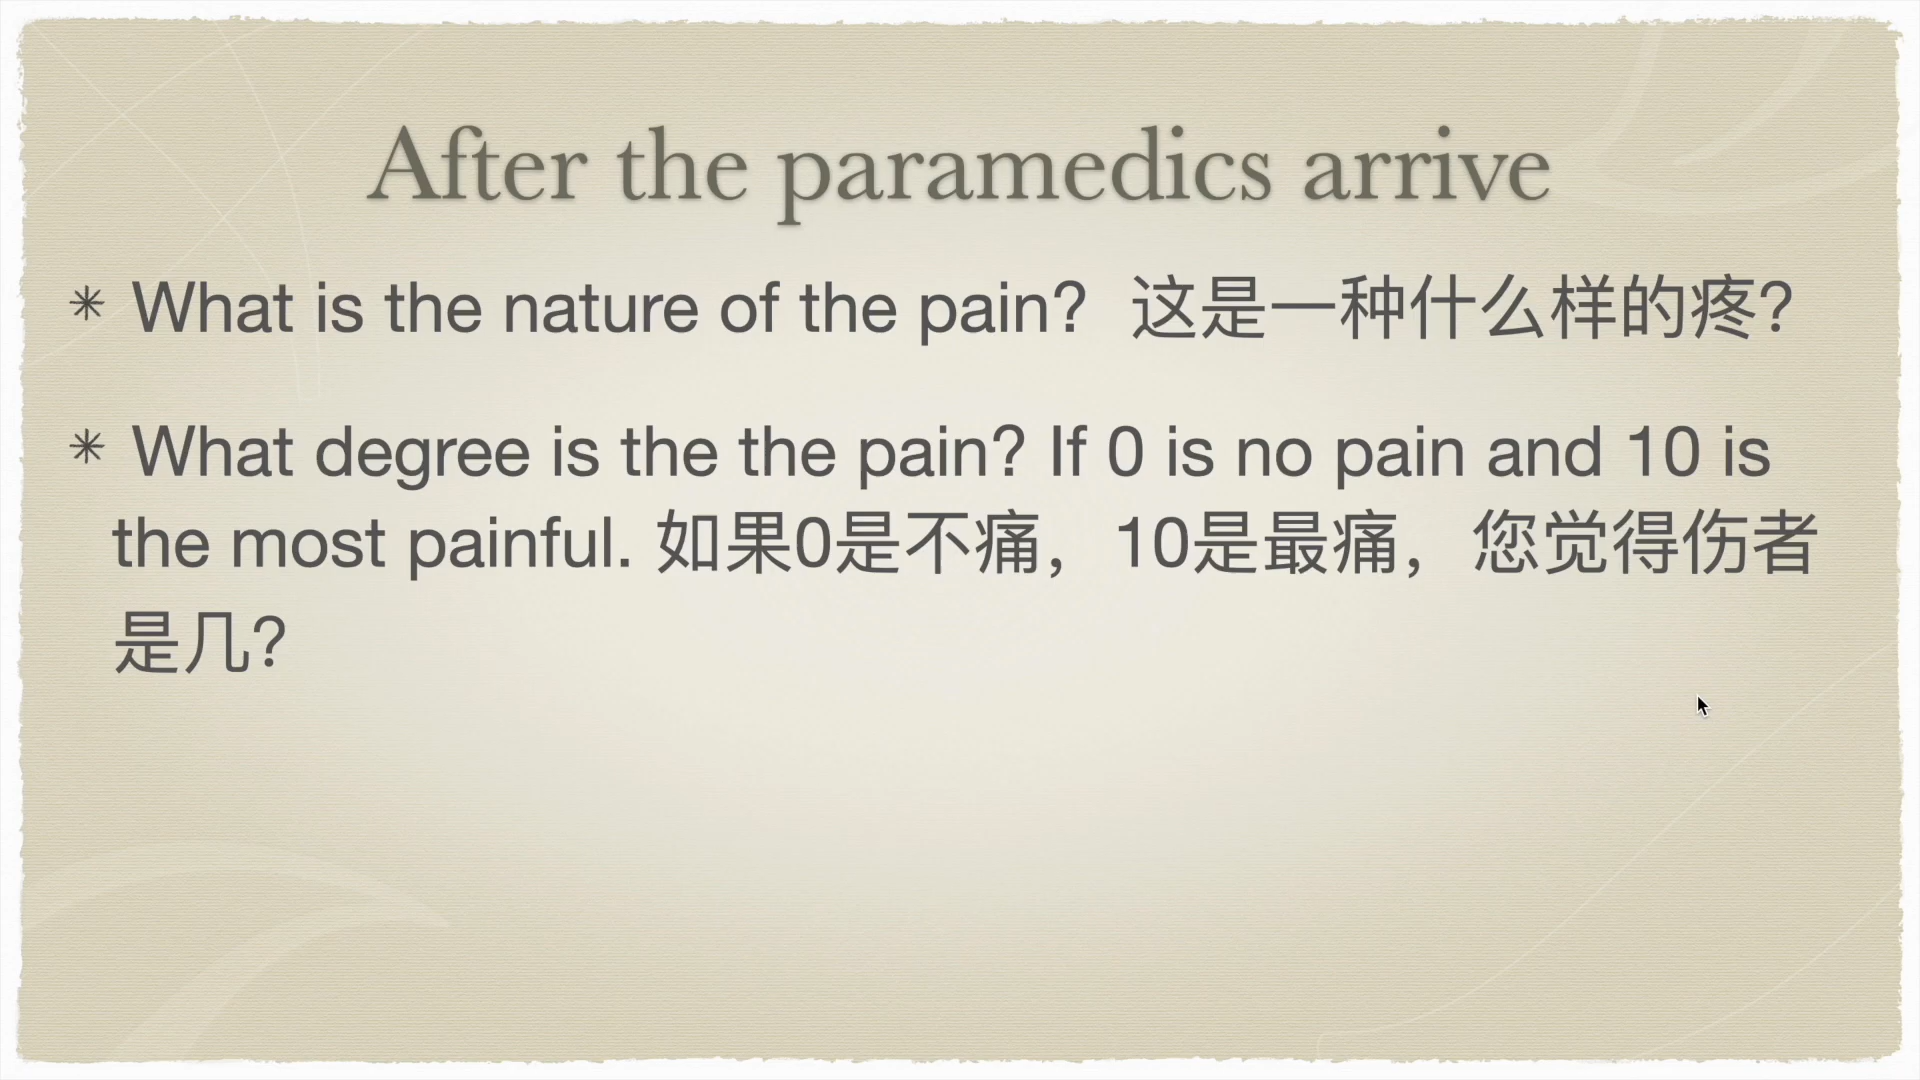 After the paramedics arrive
✳ What is the nature of the pain? 这是一种什么样的疼?
✳ What degree is the the pain? If 0 is no pain and 10 is
the most painful. 如果0是不痛，10是最痛，您觉得伤者
是几?